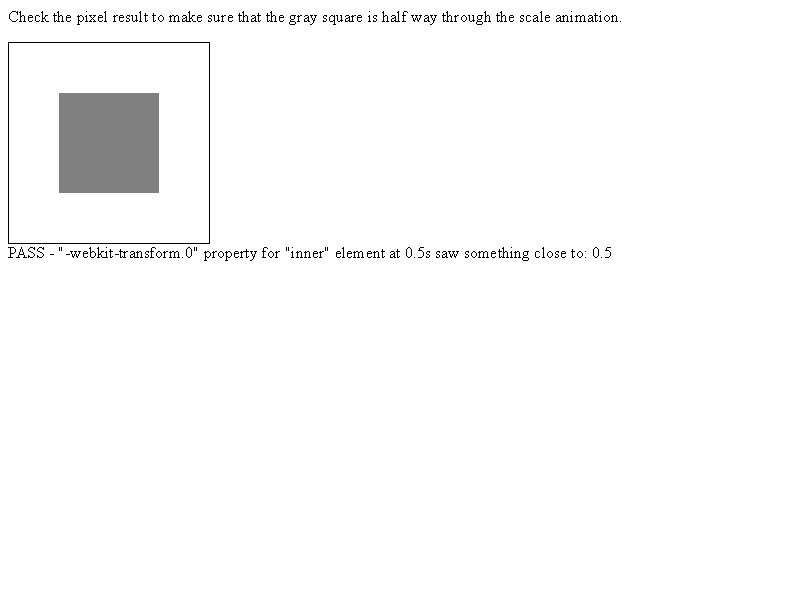 Check the pixel result to make sure that the gray square is half way through the scale animation.
PASS - "-webkit-transform.0" property for "inner" element at 0.5s saw something close to: 0.5